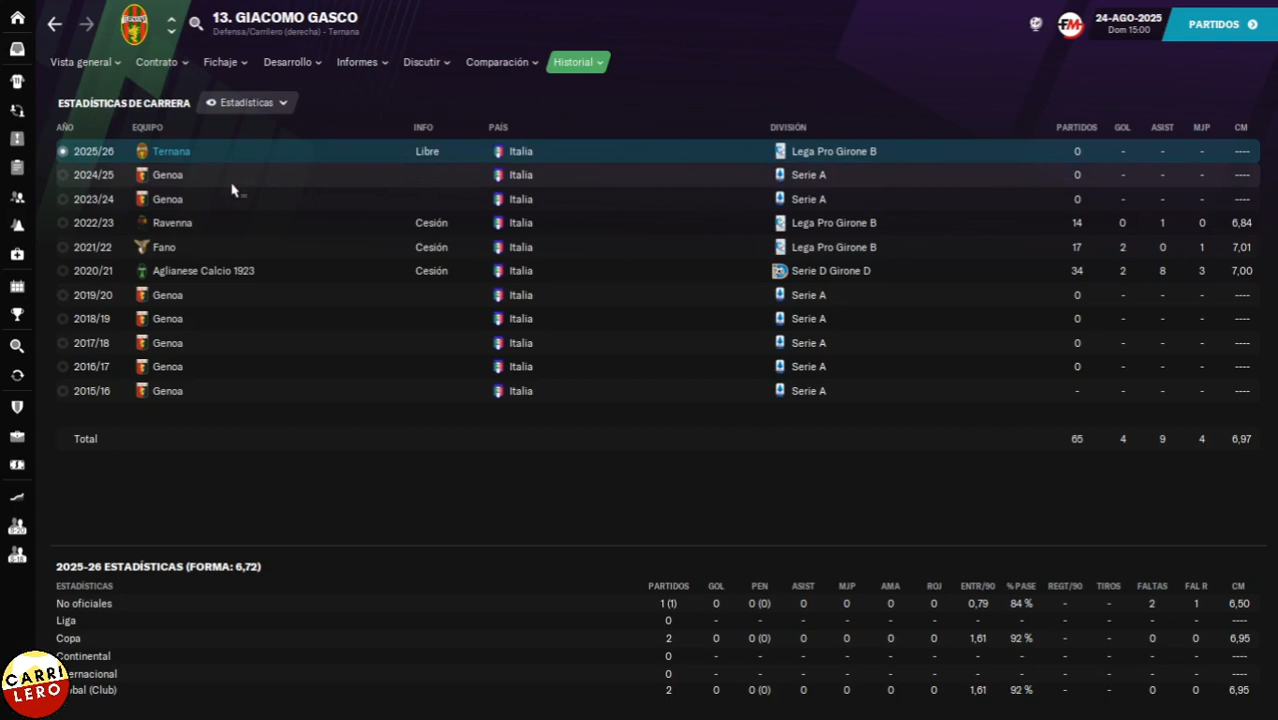 13. GIACOMO GASCO
Defensa/Carrilero (derecha) - Ternana
24-AGO-2025
Dom 15:00
PARTIDOS
Vista general Contrato Fichaje Desarrollo Informes Discutir Comparación Historial
ESTADÍSTICAS DE CARRERA Estadísticas
AÑO EQUIPO INFO PAÍS DIVISIÓN PARTIDOS GOL ASIST MJP CM
2025/26 Ternana Libre Italia Lega Pro Girone B 0 - - - ----
2024/25 Genoa Italia Serie A 0 - - - ----
2023/24 Genoa Italia Serie A 0 - - - ----
2022/23 Ravenna Cesión Italia Lega Pro Girone B 14 0 1 0 6,84
2021/22 Fano Cesión Italia Lega Pro Girone B 17 2 0 1 7,01
2020/21 Aglianese Calcio 1923 Cesión Italia Serie D Girone D 34 2 8 3 7,00
2019/20 Genoa Italia Serie A 0 - - - ----
2018/19 Genoa Italia Serie A 0 - - - ----
2017/18 Genoa Italia Serie A 0 - - - ----
2016/17 Genoa Italia Serie A 0 - - - ----
2015/16 Genoa Italia Serie A - - - - ----
Total 65 4 9 4 6,97
2025-26 ESTADÍSTICAS (FORMA: 6,72)
ESTADÍSTICAS PARTIDOS GOL PEN ASIST MJP AMA ROJ ENTR/90 % PASE REGT/90 TIROS FALTAS FAL R CM
No oficiales 1 (1) 0 0 (0) 0 0 0 0 0,79 84 % - - 2 1 6,50
Liga 0 - - - - - - - - - - - - ----
Copa 2 0 0 (0) 0 0 0 0 1,61 92 % - - 0 0 6,95
Continental 0 - - - - - - - - - - - - ----
ernacional 0 - - - - - - - - - - - - ----
bal (Club) 2 0 0 (0) 0 0 0 0 1,61 92 % - - 0 0 6,95
CARRI
LERO